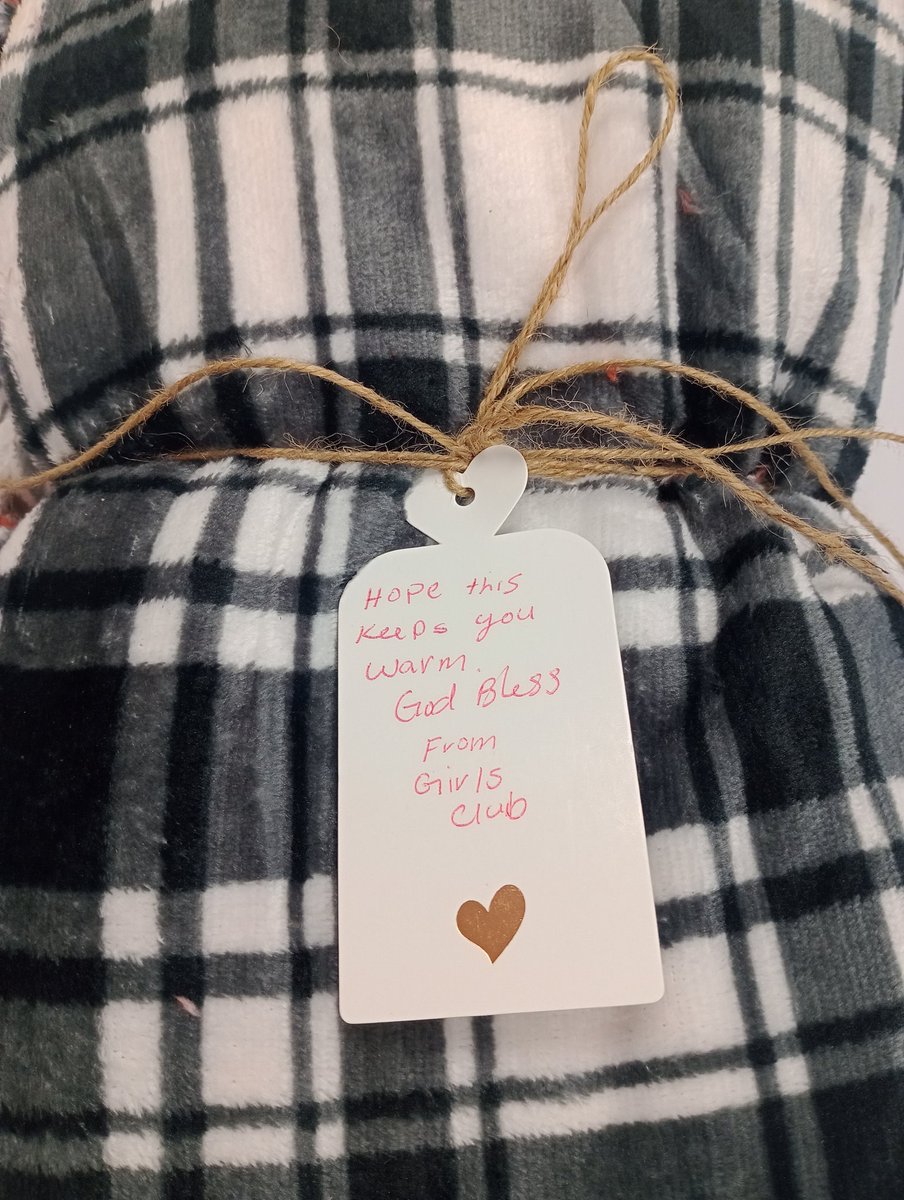 Hope this
Keeps you
warm.
God Bless
From
Girls
Club